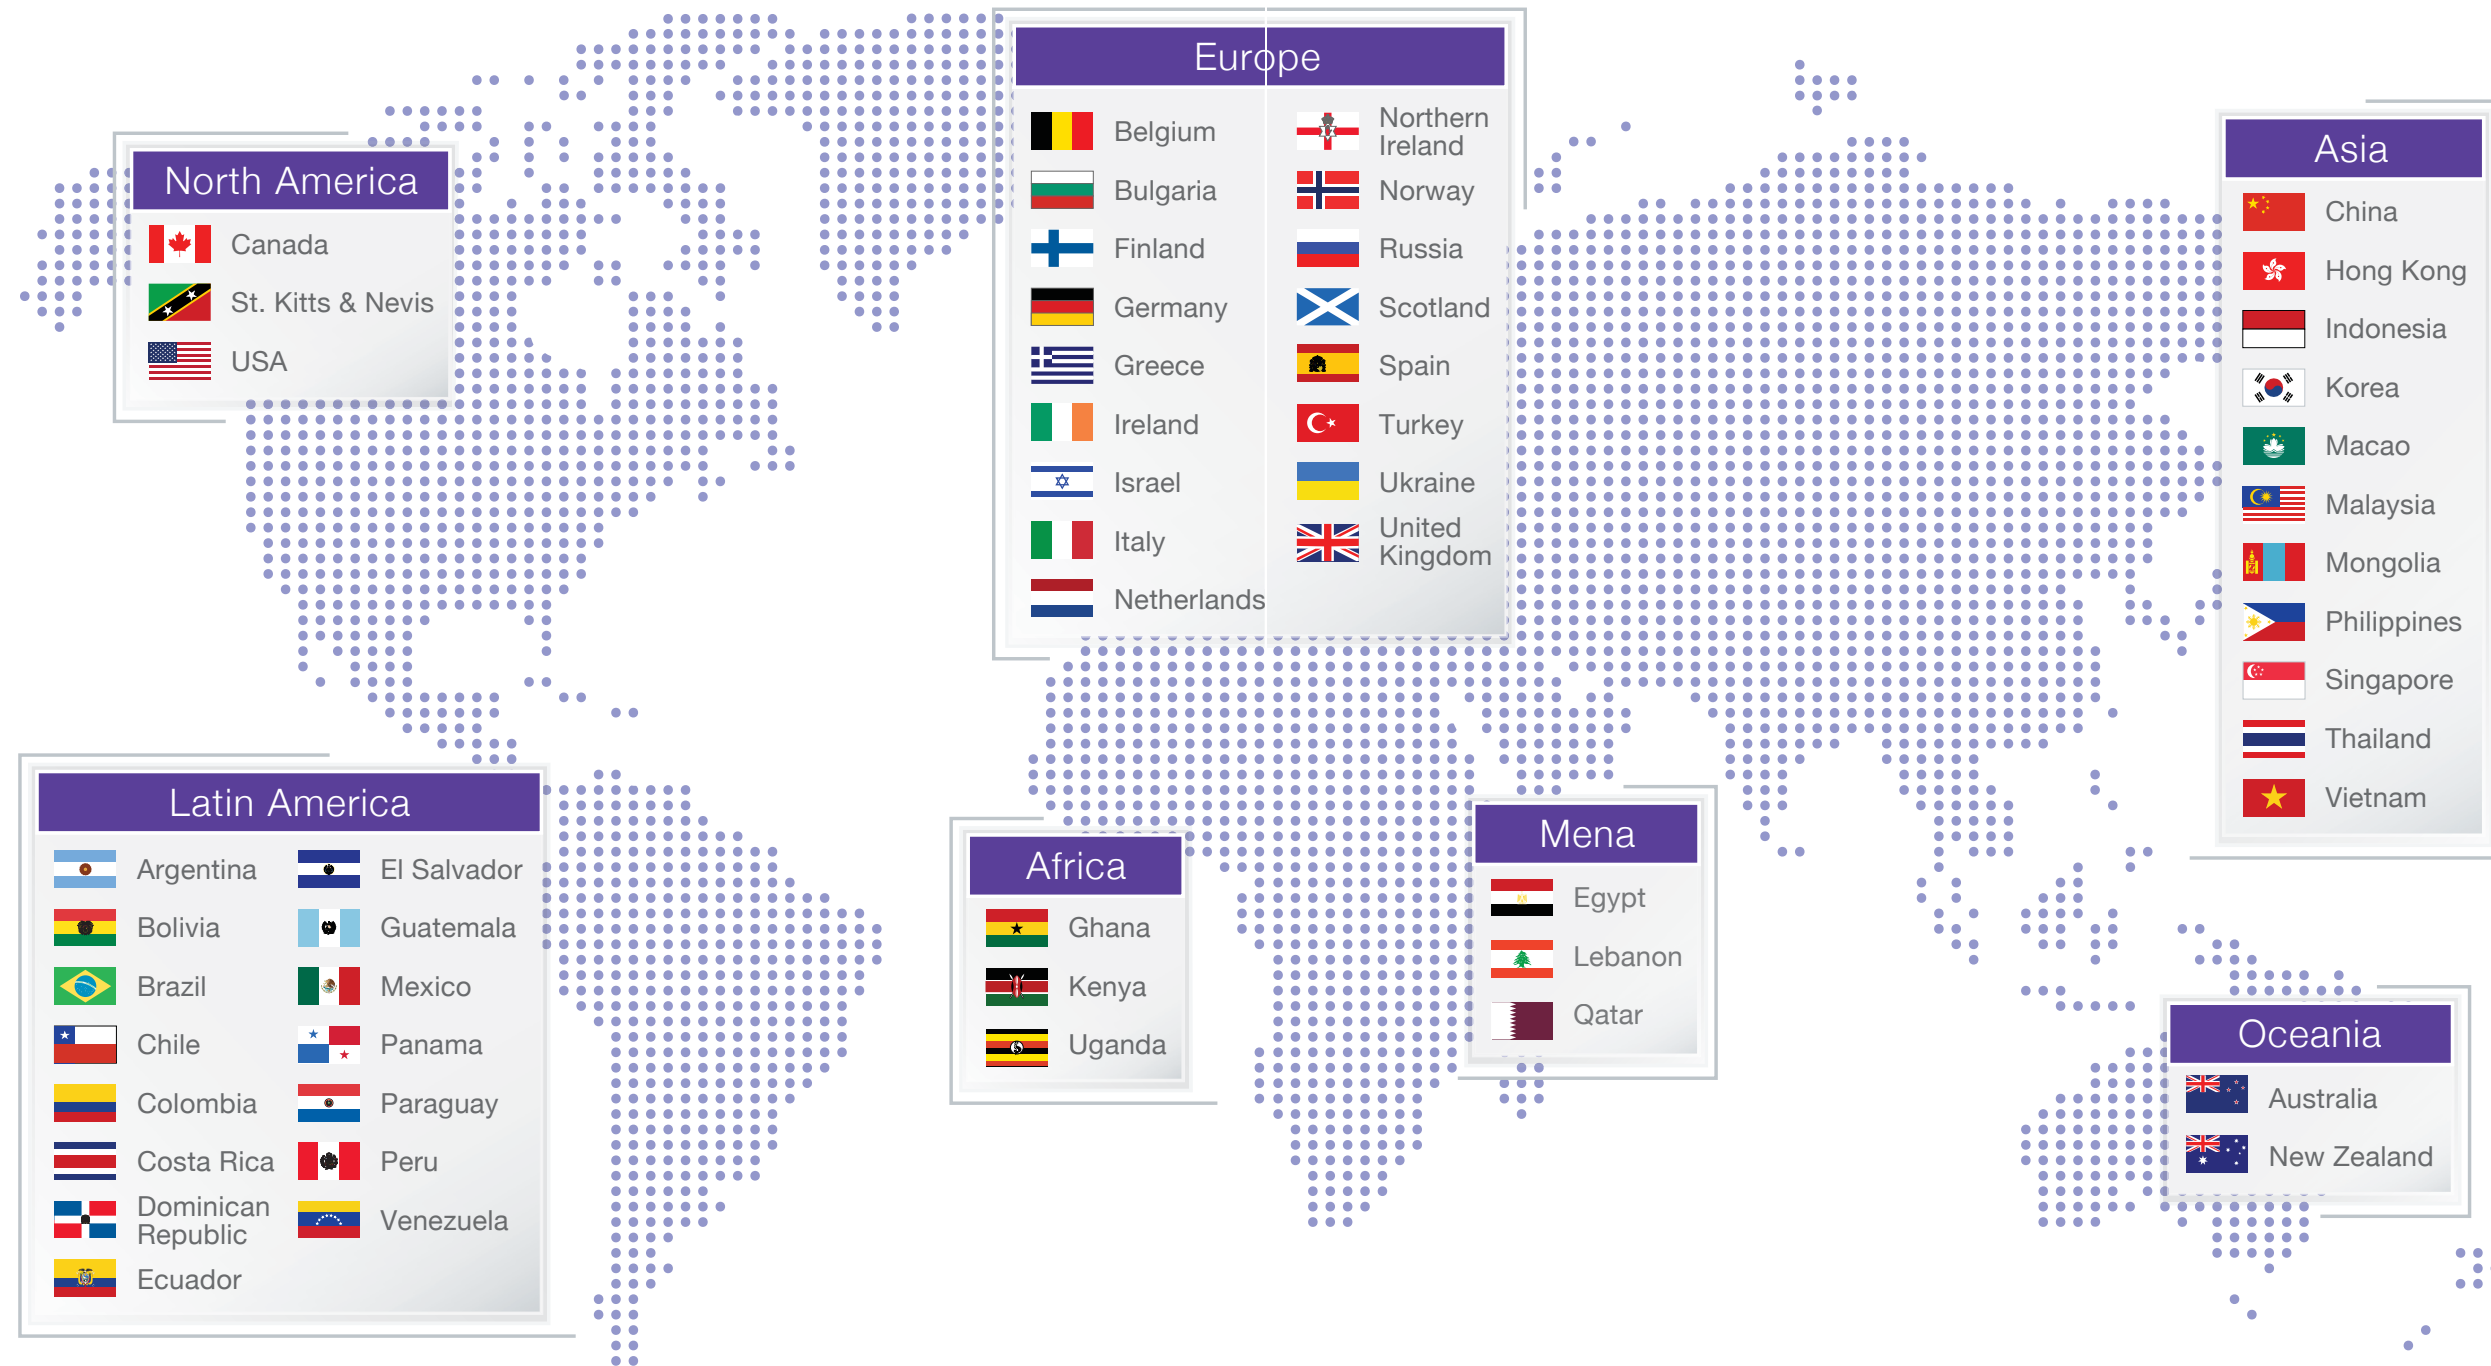 North America
Canada
St. Kitts & Nevis
USA
Europe
Belgium
Bulgaria
Finland
Germany
Greece
Ireland
Israel
Italy
Netherlands
Northern
Ireland
Norway
Russia
Scotland
Spain
Turkey
Ukraine
United
Kingdom
Asia
China
Hong Kong
Indonesia
Korea
Macao
Malaysia
Mongolia
Philippines
Singapore
Thailand
Vietnam
Latin America
Argentina
Bolivia
Brazil
Chile
Colombia
Costa Rica
Dominican
Republic
Ecuador
El Salvador
Guatemala
Mexico
Panama
Paraguay
Peru
Venezuela
Africa
Ghana
Kenya
Uganda
Mena
Egypt
Lebanon
Qatar
Oceania
Australia
New Zealand